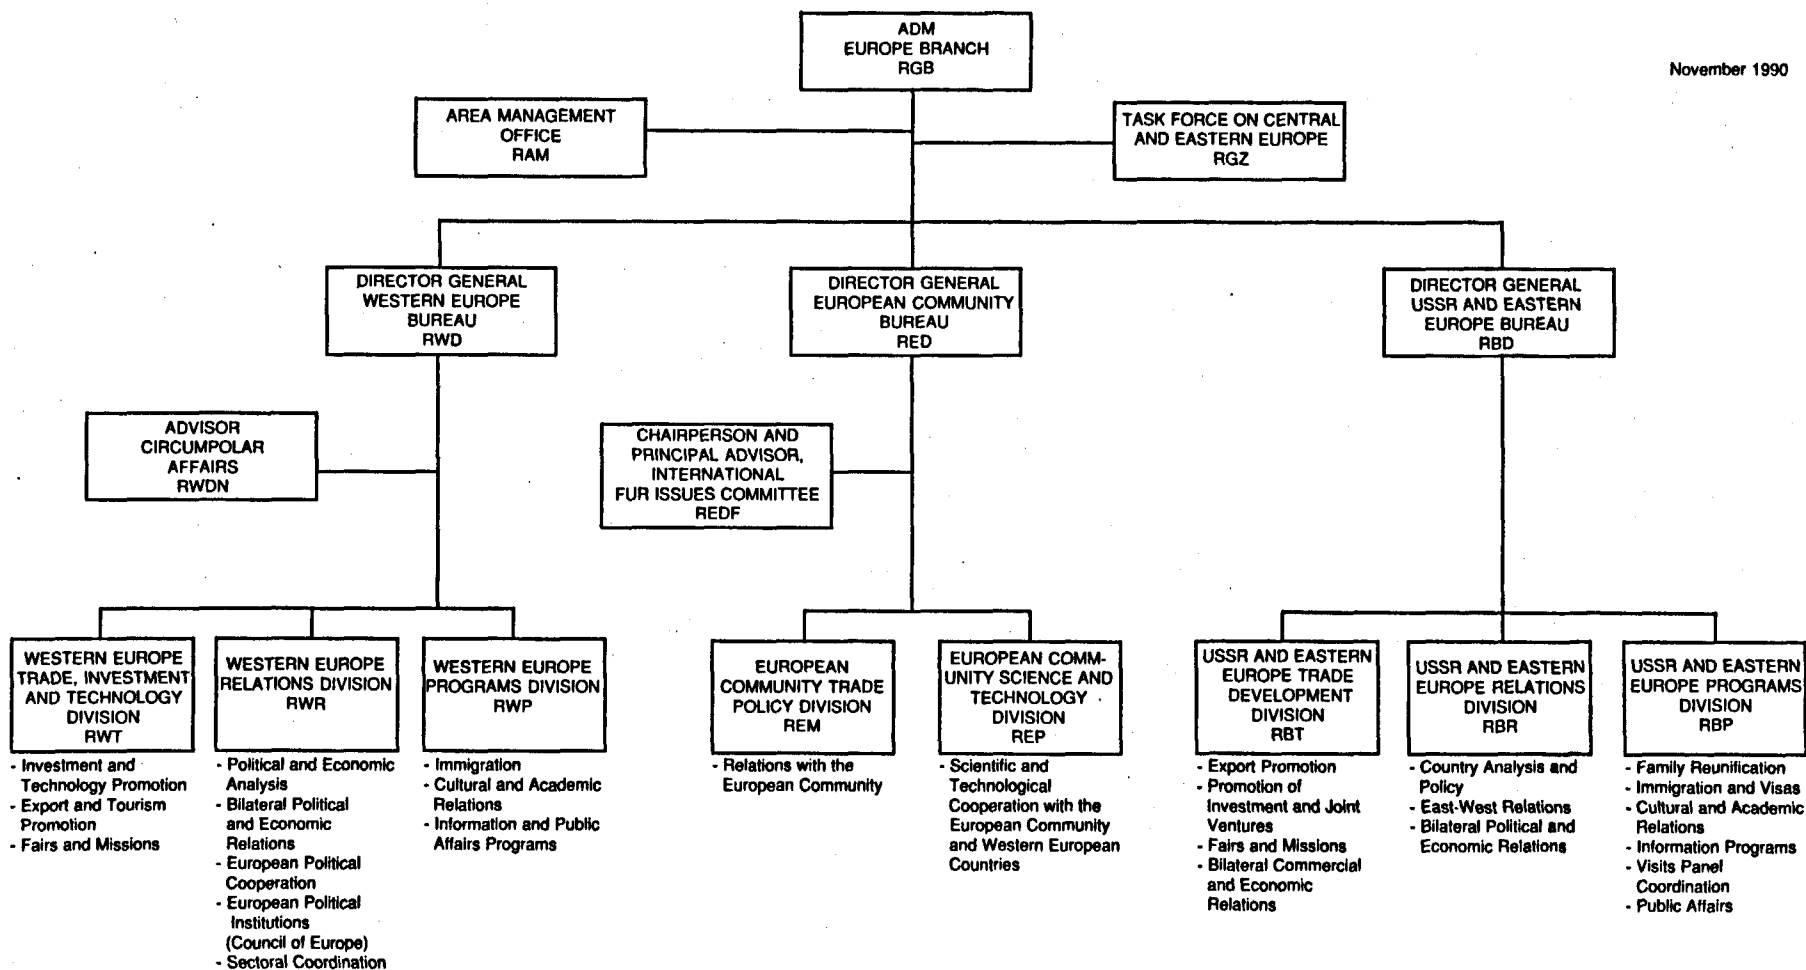 ADM
EUROPE BRANCH
RGB
November 1990
AREA MANAGEMENT
OFFICE
RAM
TASK FORCE ON CENTRAL
AND EASTERN EUROPE
RGZ
DIRECTOR GENERAL
WESTERN EUROPE
BUREAU
RWD
DIRECTOR GENERAL
EUROPEAN COMMUNITY
BUREAU
RED
DIRECTOR GENERAL
USSR AND EASTERN
EUROPE BUREAU
RBD
ADVISOR
CIRCUMPOLAR
AFFAIRS
RWDN
CHAIRPERSON AND
PRINCIPAL ADVISOR,
INTERNATIONAL
FUR ISSUES COMMITTEE
REDF
WESTERN EUROPE
TRADE, INVESTMENT
AND TECHNOLOGY
DIVISION
RWT
- Investment and
Technology Promotion
- Export and Tourism
Promotion
- Fairs and Missions
WESTERN EUROPE
RELATIONS DIVISION
RWR
- Political and Economic
Analysis
- Bilateral Political
and Economic
Relations
- European Political
Cooperation
- European Political
Institutions
(Council of Europe)
- Sectoral Coordination
WESTERN EUROPE
PROGRAMS DIVISION
RWP
- Immigration
- Cultural and Academic
Relations
- Information and Public
Affairs Programs
EUROPEAN
COMMUNITY TRADE
POLICY DIVISION
REM
- Relations with the
European Community
EUROPEAN COMM-
UNITY SCIENCE AND
TECHNOLOGY
DIVISION
REP
- Scientific and
Technological
Cooperation with the
European Community
and Western European
Countries
USSR AND EASTERN
EUROPE TRADE
DEVELOPMENT
DIVISION
RBT
- Export Promotion
- Promotion of
Investment and Joint
Ventures
- Fairs and Missions
- Bilateral Commercial
and Economic
Relations
USSR AND EASTERN
EUROPE RELATIONS
DIVISION
RBR
- Country Analysis and
Policy
- East-West Relations
- Bilateral Political and
Economic Relations
USSR AND EASTERN
EUROPE PROGRAMS
DIVISION
RBP
- Family Reunification
- Immigration and Visas
- Cultural and Academic
Relations
- Information Programs
- Visits Panel
Coordination
- Public Affairs